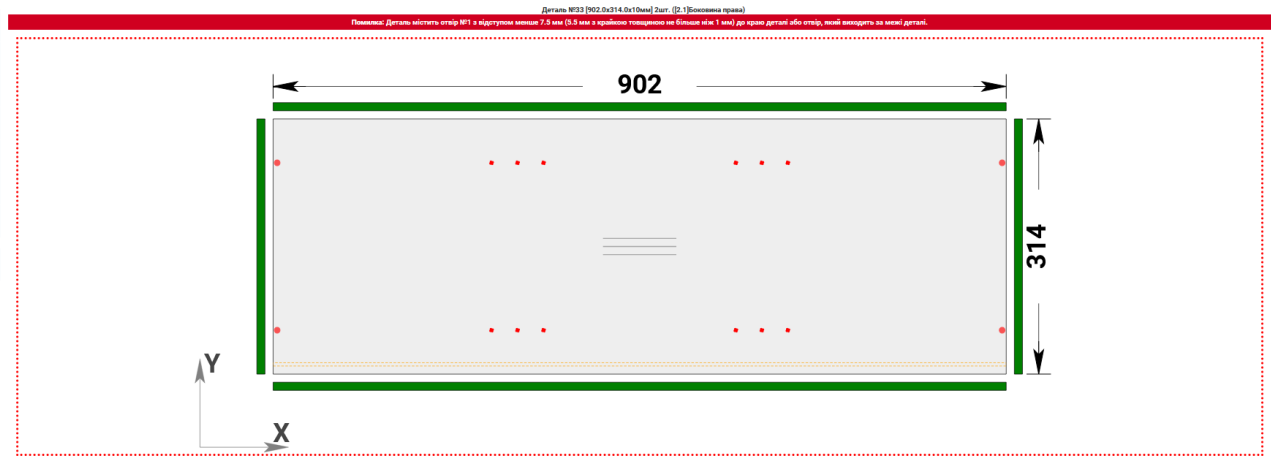 Деталь №33 [902.0x314.0x10мм] 2шт. ([2.1]Боковина права)
Помилка: Деталь містить отвір №1 з відступом менше 7.5 мм (5.5 мм з крайкою товщиною не більше ніж 1 мм) до краю деталі або отвір, який виходить за межі деталі.
902
314
Y
X